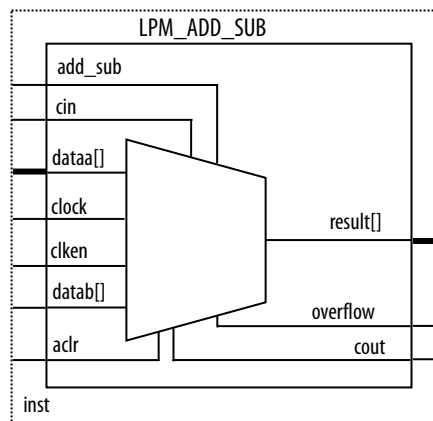 LPM_ADD_SUB
add_sub
cin
dataa[]
clock
result[]
clken
datab[]
overflow
aclr
cout
inst